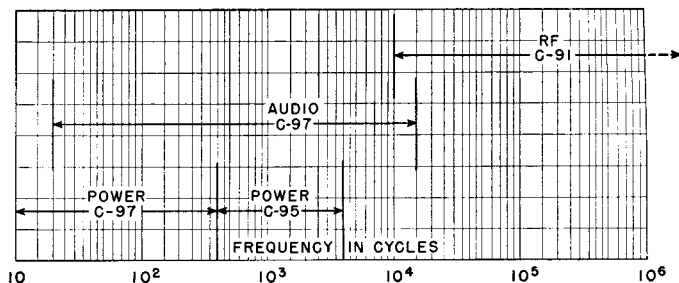 RF
C-91
AUDIO
C-97
POWER
C-97
POWER
C-95
FREQUENCY IN CYCLES
10 10² 10³ 10⁴ 10⁵ 10⁶